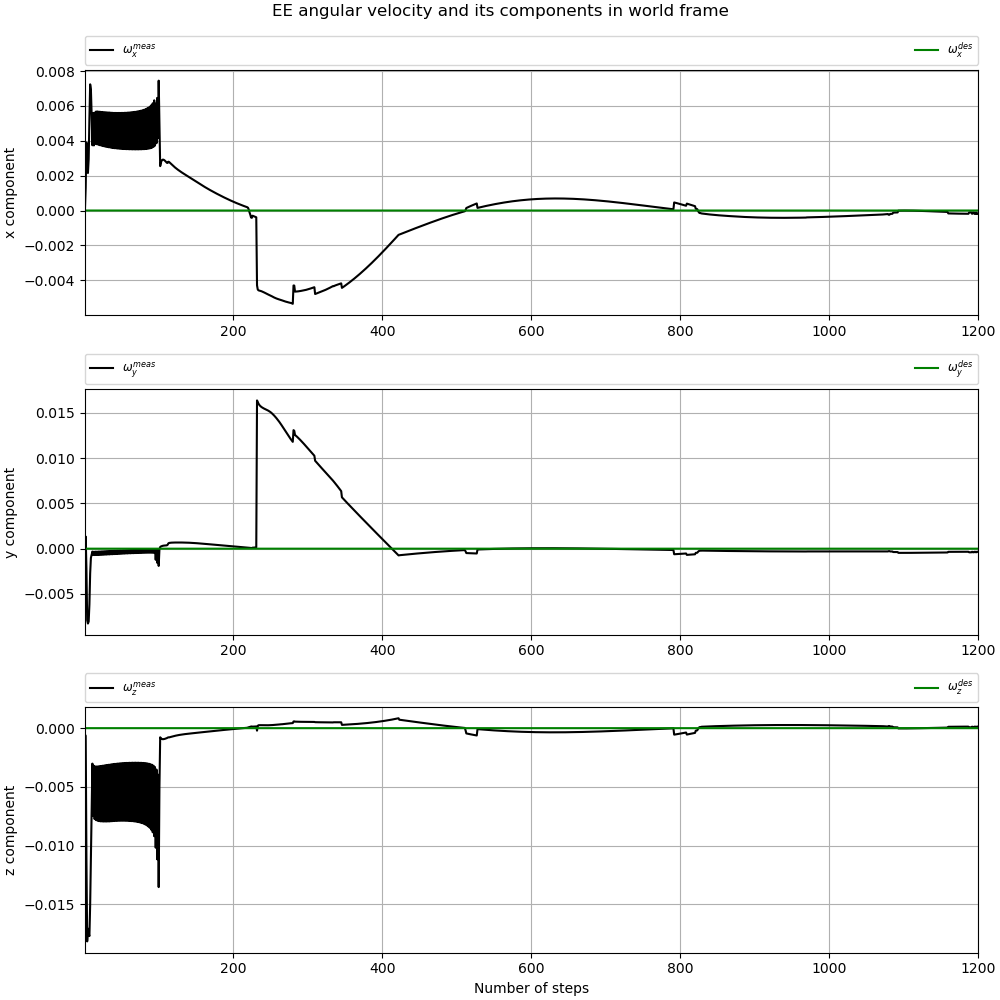 EE angular velocity and its components in world frame
ω_x^meas ω_x^des
0.008
0.006
0.004
0.002
0.000
−0.002
−0.004
x component
200 400 600 800 1000 1200
ω_y^meas ω_y^des
0.015
0.010
0.005
0.000
−0.005
y component
200 400 600 800 1000 1200
ω_z^meas ω_z^des
0.000
−0.005
−0.010
−0.015
z component
200 400 600 800 1000 1200
Number of steps